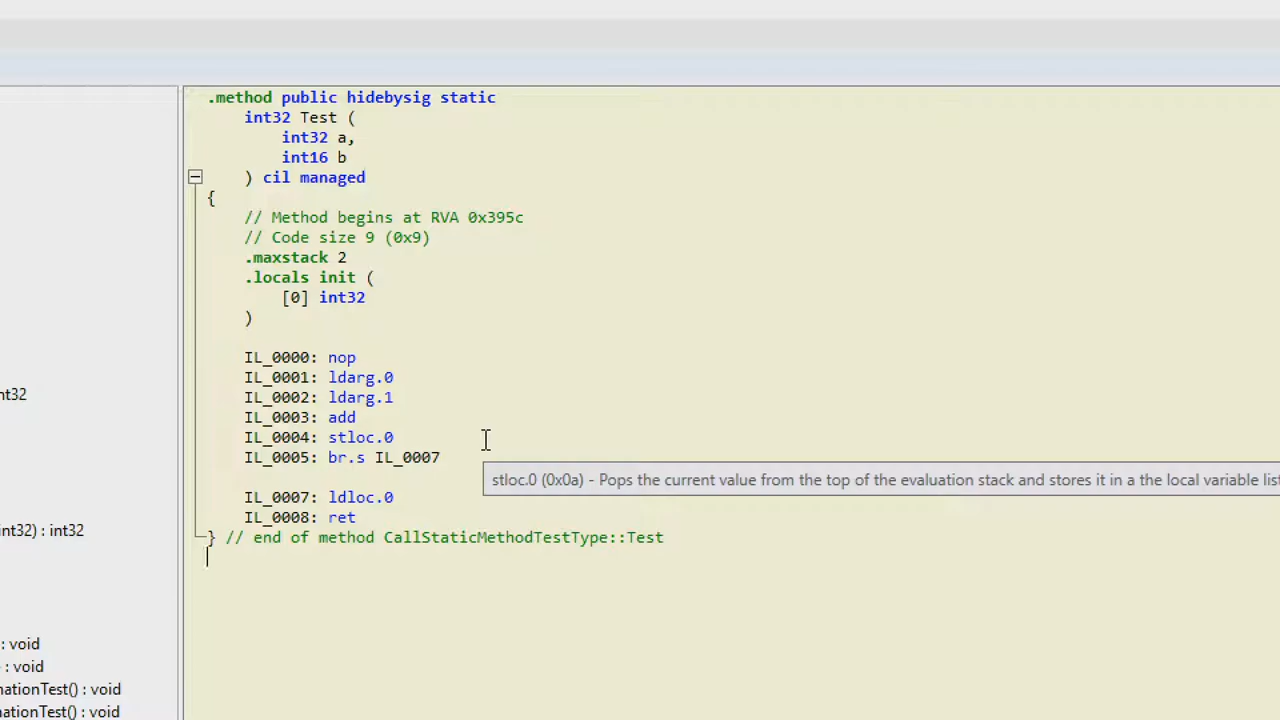 .method public hidebysig static
int32 Test (
int32 a,
int16 b
) cil managed
{
// Method begins at RVA 0x395c
// Code size 9 (0x9)
.maxstack 2
.locals init (
[0] int32
)
IL_0000: nop
IL_0001: ldarg.0
IL_0002: ldarg.1
IL_0003: add
IL_0004: stloc.0
IL_0005: br.s IL_0007
stloc.0 (0x0a) - Pops the current value from the top of the evaluation stack and stores it in a the local variable list
IL_0007: ldloc.0
IL_0008: ret
} // end of method CallStaticMethodTestType::Test
nt32
int32) : int32
: void
: void
nationTest() : void
nationTest() : void